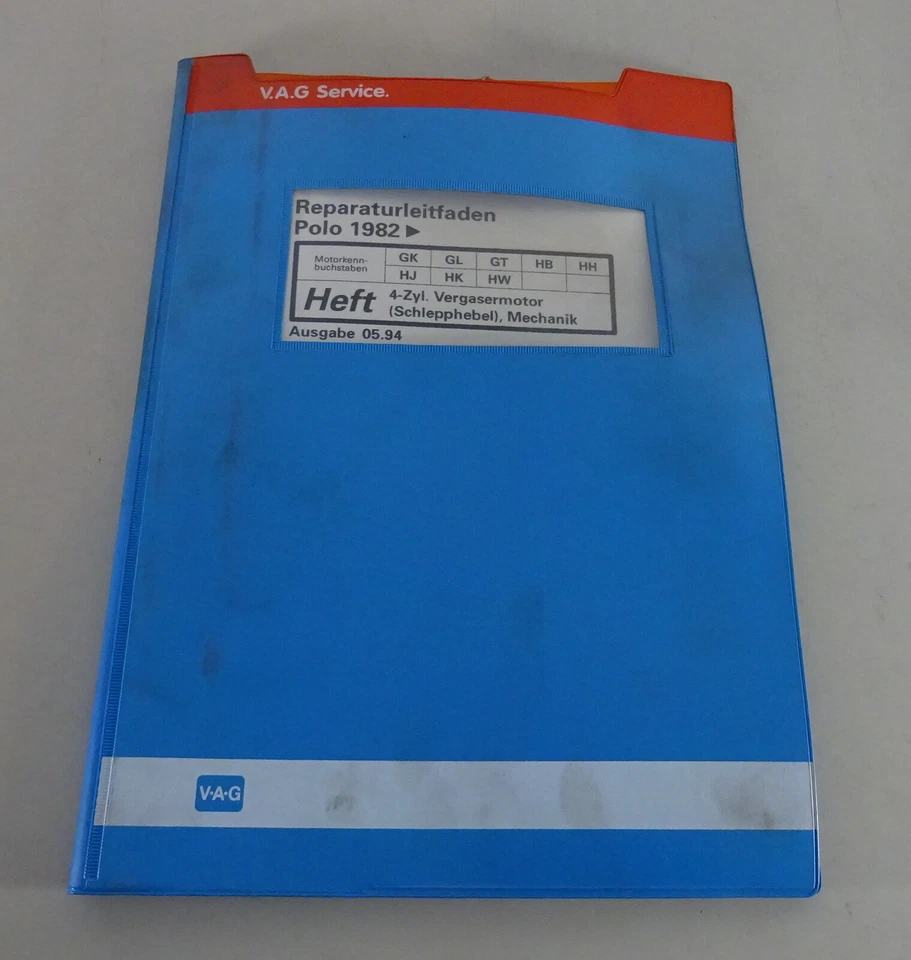 V.A.G Service.
Reparaturleitfaden
Polo 1982 ►
Motorkenn-
buchstaben
GK GL GT HB HH
HJ HK HW
Heft
4-Zyl. Vergasermotor
(Schlepphebel), Mechanik
Ausgabe 05.94
V·A·G